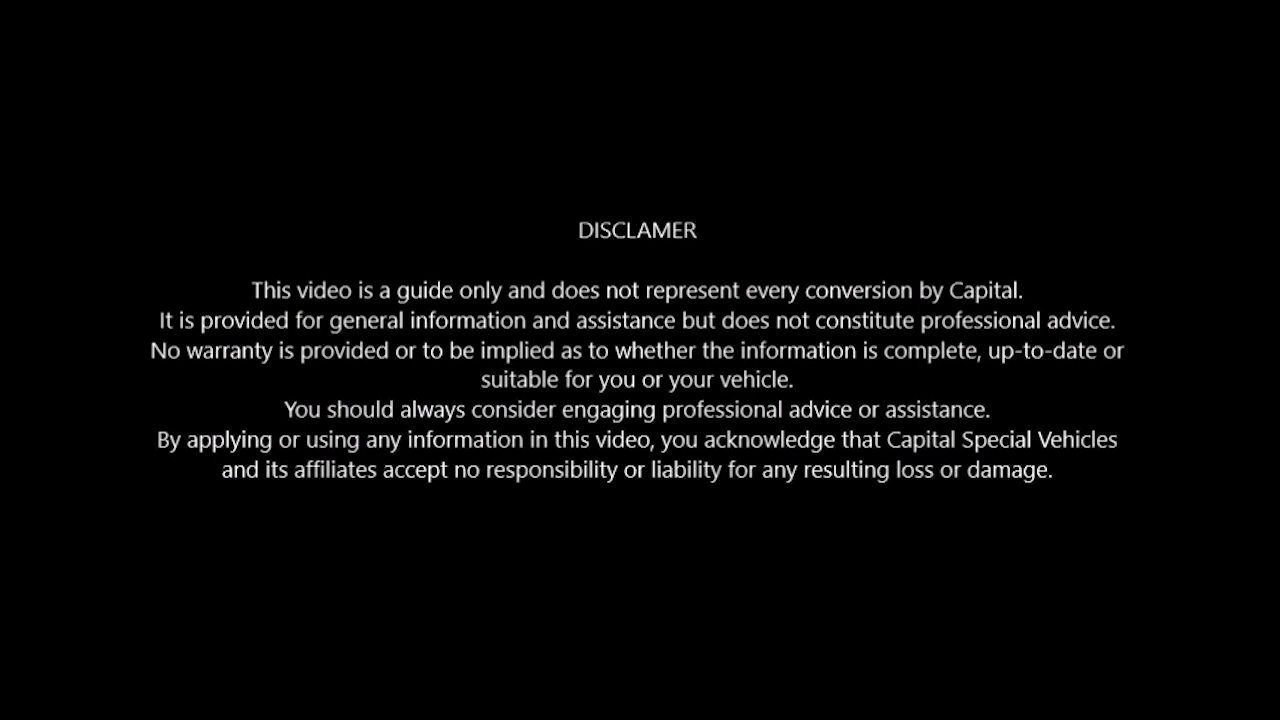 DISCLAMER
This video is a guide only and does not represent every conversion by Capital.
It is provided for general information and assistance but does not constitute professional advice.
No warranty is provided or to be implied as to whether the information is complete, up-to-date or
suitable for you or your vehicle.
You should always consider engaging professional advice or assistance.
By applying or using any information in this video, you acknowledge that Capital Special Vehicles
and its affiliates accept no responsibility or liability for any resulting loss or damage.